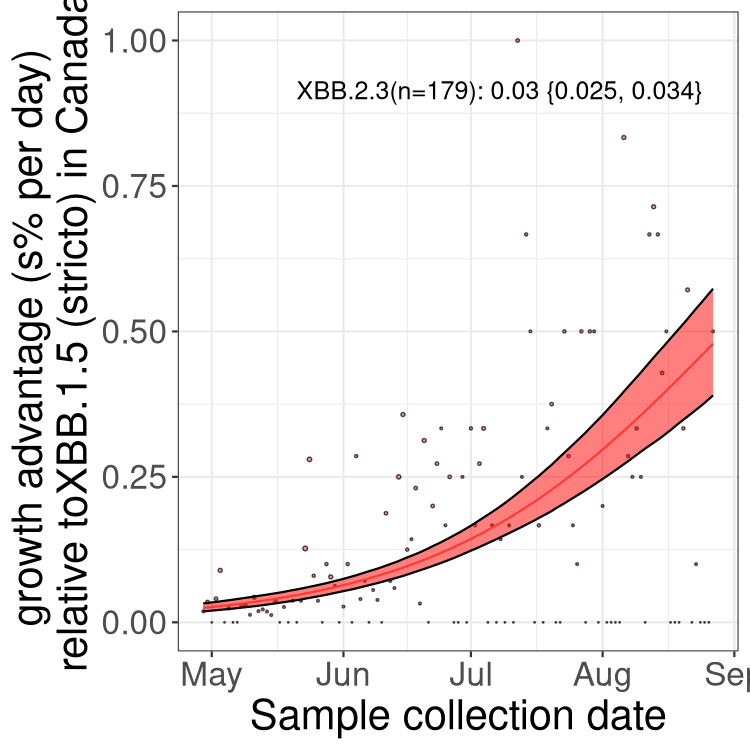 growth advantage (s% per day)
relative toXBB.1.5 (stricto) in Canada
1.00
0.75
0.50
0.25
0.00
XBB.2.3(n=179): 0.03 {0.025, 0.034}
May Jun Jul Aug Sep
Sample collection date